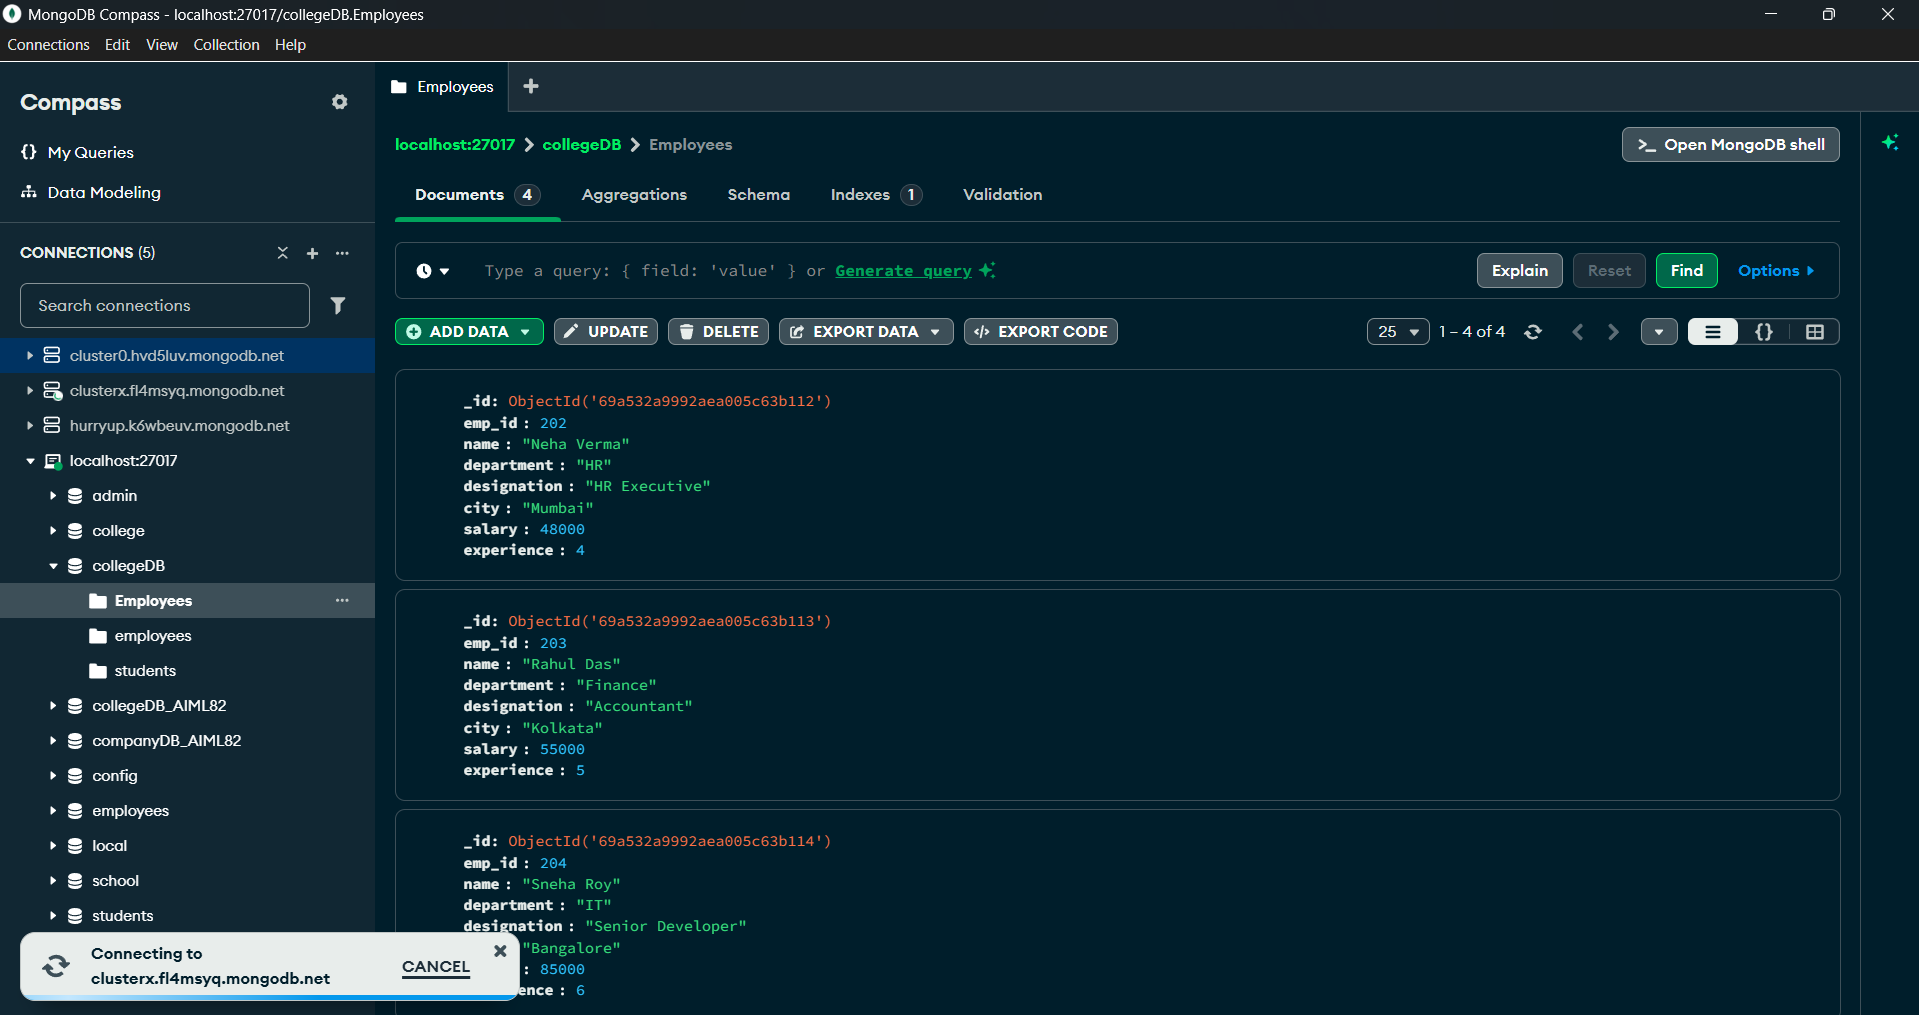 MongoDB Compass - localhost:27017/collegeDB.Employees
Connections Edit View Collection Help
Compass
{} My Queries
Data Modeling
CONNECTIONS (5)
Search connections
cluster0.hvd5luv.mongodb.net
clusterx.fl4msyq.mongodb.net
hurryup.k6wbeuv.mongodb.net
localhost:27017
admin
college
collegeDB
Employees
employees
students
collegeDB_AIML82
companyDB_AIML82
config
employees
local
school
students
Connecting to
clusterx.fl4msyq.mongodb.net
CANCEL
Employees
localhost:27017 > collegeDB > Employees
>_ Open MongoDB shell
Documents 4 Aggregations Schema Indexes 1 Validation
Type a query: { field: 'value' } or Generate query
Explain Reset Find Options
ADD DATA UPDATE DELETE EXPORT DATA </> EXPORT CODE
25 1 – 4 of 4 {}
_id: ObjectId('69a532a9992aea005c63b112')
emp_id : 202
name : "Neha Verma"
department : "HR"
designation : "HR Executive"
city : "Mumbai"
salary : 48000
experience : 4
_id: ObjectId('69a532a9992aea005c63b113')
emp_id : 203
name : "Rahul Das"
department : "Finance"
designation : "Accountant"
city : "Kolkata"
salary : 55000
experience : 5
_id: ObjectId('69a532a9992aea005c63b114')
emp_id : 204
name : "Sneha Roy"
department : "IT"
designation : "Senior Developer"
"Bangalore"
: 85000
ence : 6